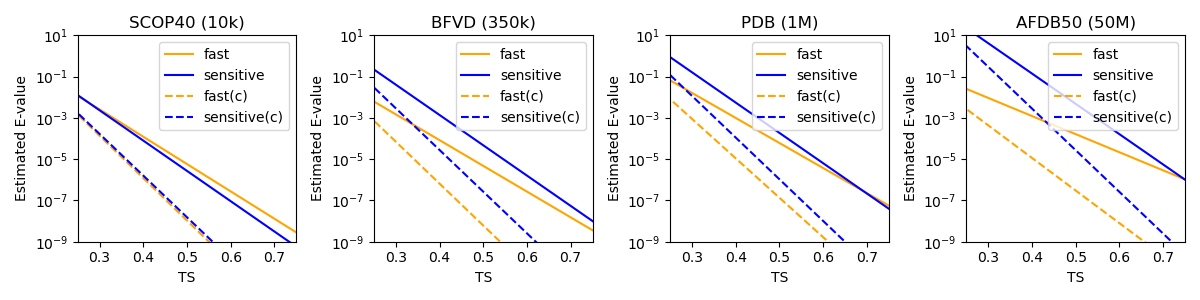 SCOP40 (10k)
Estimated E-value
10^1
10^-1
10^-3
10^-5
10^-7
10^-9
fast
sensitive
fast(c)
sensitive(c)
0.3 0.4 0.5 0.6 0.7
TS
BFVD (350k)
Estimated E-value
10^1
10^-1
10^-3
10^-5
10^-7
10^-9
fast
sensitive
fast(c)
sensitive(c)
0.3 0.4 0.5 0.6 0.7
TS
PDB (1M)
Estimated E-value
10^1
10^-1
10^-3
10^-5
10^-7
10^-9
fast
sensitive
fast(c)
sensitive(c)
0.3 0.4 0.5 0.6 0.7
TS
AFDB50 (50M)
Estimated E-value
10^1
10^-1
10^-3
10^-5
10^-7
10^-9
fast
sensitive
fast(c)
sensitive(c)
0.3 0.4 0.5 0.6 0.7
TS